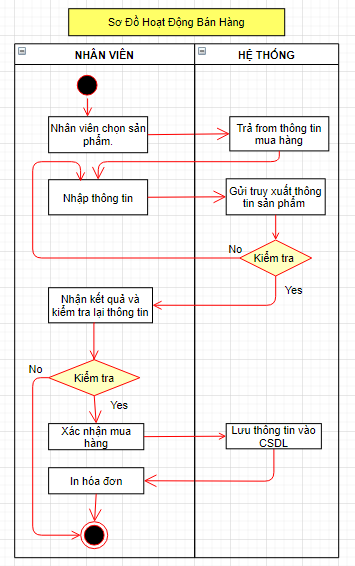 Sơ Đồ Hoạt Động Bán Hàng
NHÂN VIÊN
HỆ THỐNG
Nhân viên chọn sản
phẩm.
Trả from thông tin
mua hàng
Nhập thông tin
Gửi truy xuất thông
tin sản phẩm
No
Kiểm tra
Yes
Nhận kết quả và
kiểm tra lại thông tin
No
Kiểm tra
Yes
Xác nhận mua
hàng
Lưu thông tin vào
CSDL
In hóa đơn